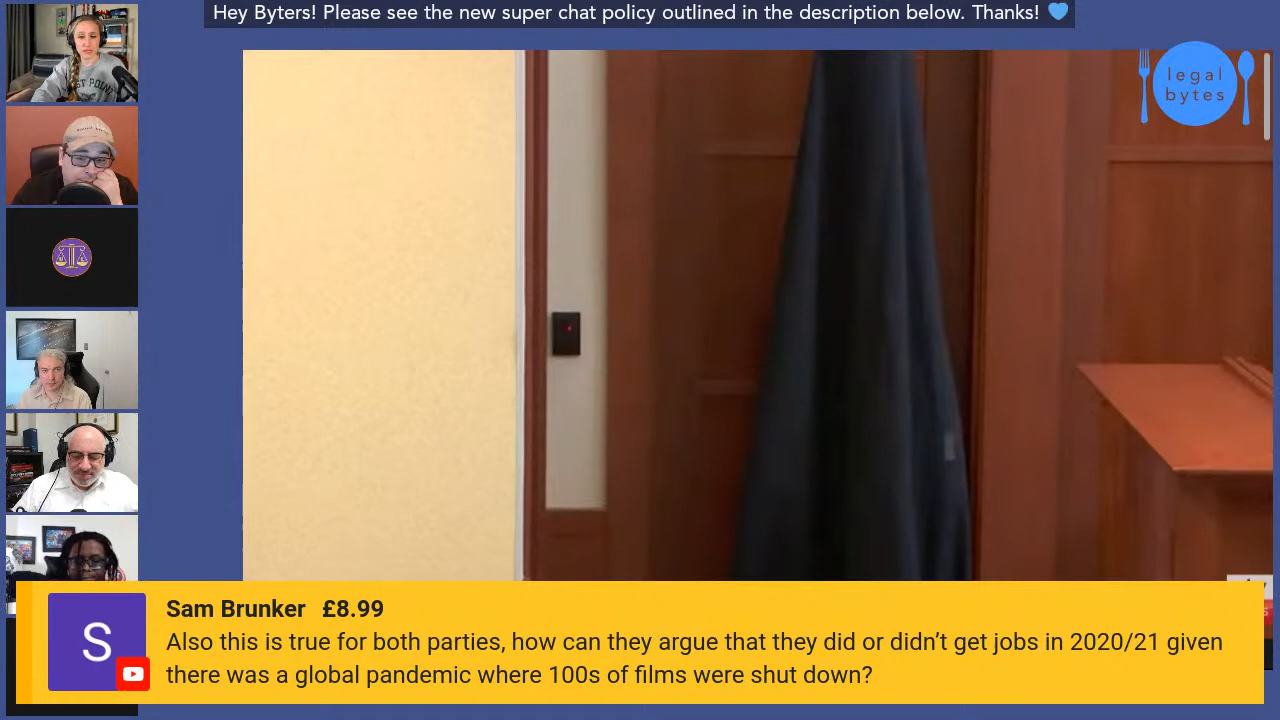 Hey Byters! Please see the new super chat policy outlined in the description below. Thanks! 💙
legal
bytes
Sam Brunker £8.99
Also this is true for both parties, how can they argue that they did or didn't get jobs in 2020/21 given
there was a global pandemic where 100s of films were shut down?
S